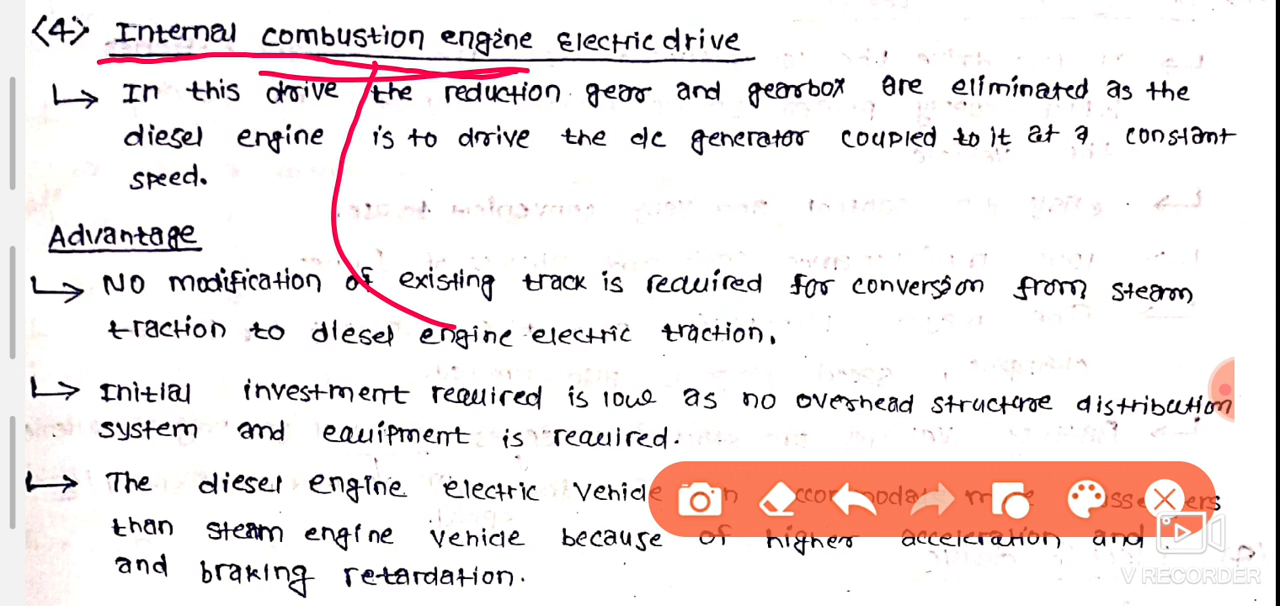 (4) Internal combustion engine Electric drive
↳ In this drive the reduction gear and gearbox are eliminated as the
diesel engine is to drive the dc generator coupled to it at a constant
speed.
Advantage
↳ No modification of existing track is required for conversion from steam
traction to diesel engine electric traction.
↳ Initial investment required is low as no overhead structure distribution
system and equipment is required.
↳ The diesel engine electric vehicle
than steam engine vehicle because of higher acceleration and
and braking retardation.
V RECORDER